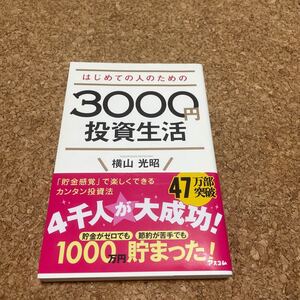 はじめての人のための
3000円
投資生活
横山 光昭
「貯金感覚」で楽しくできる
カンタン投資法
47万部
突破
4千人が大成功!
貯金がゼロでも 節約が苦手でも
1000万円貯まった!
アスコム